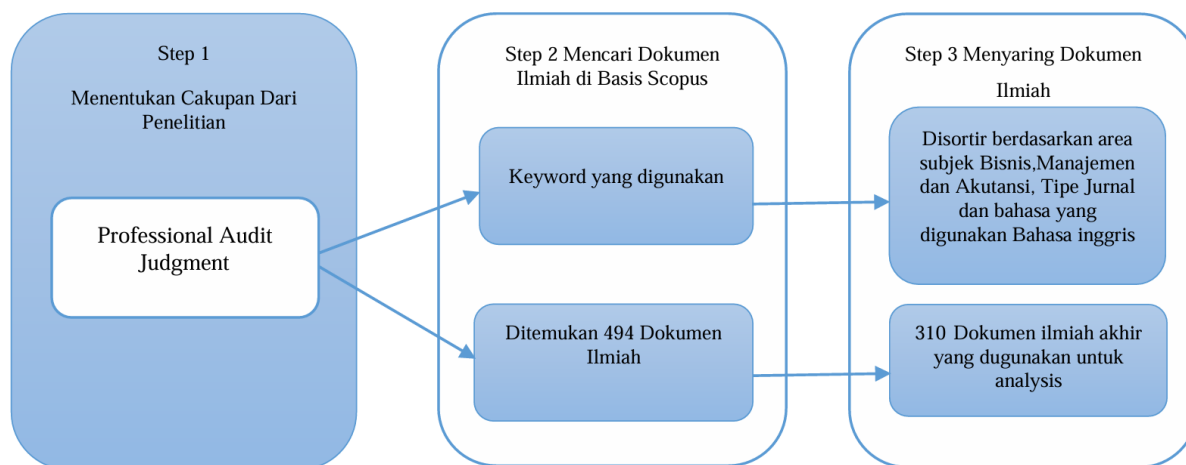 Step 1
Menentukan Cakupan Dari
Penelitian
Professional Audit
Judgment
Step 2 Mencari Dokumen
Ilmiah di Basis Scopus
Keyword yang digunakan
Ditemukan 494 Dokumen
Ilmiah
Step 3 Menyaring Dokumen
Ilmiah
Disortir berdasarkan area
subjek Bisnis,Manajemen
dan Akutansi, Tipe Jurnal
dan bahasa yang
digunakan Bahasa inggris
310 Dokumen ilmiah akhir
yang dugunakan untuk
analysis